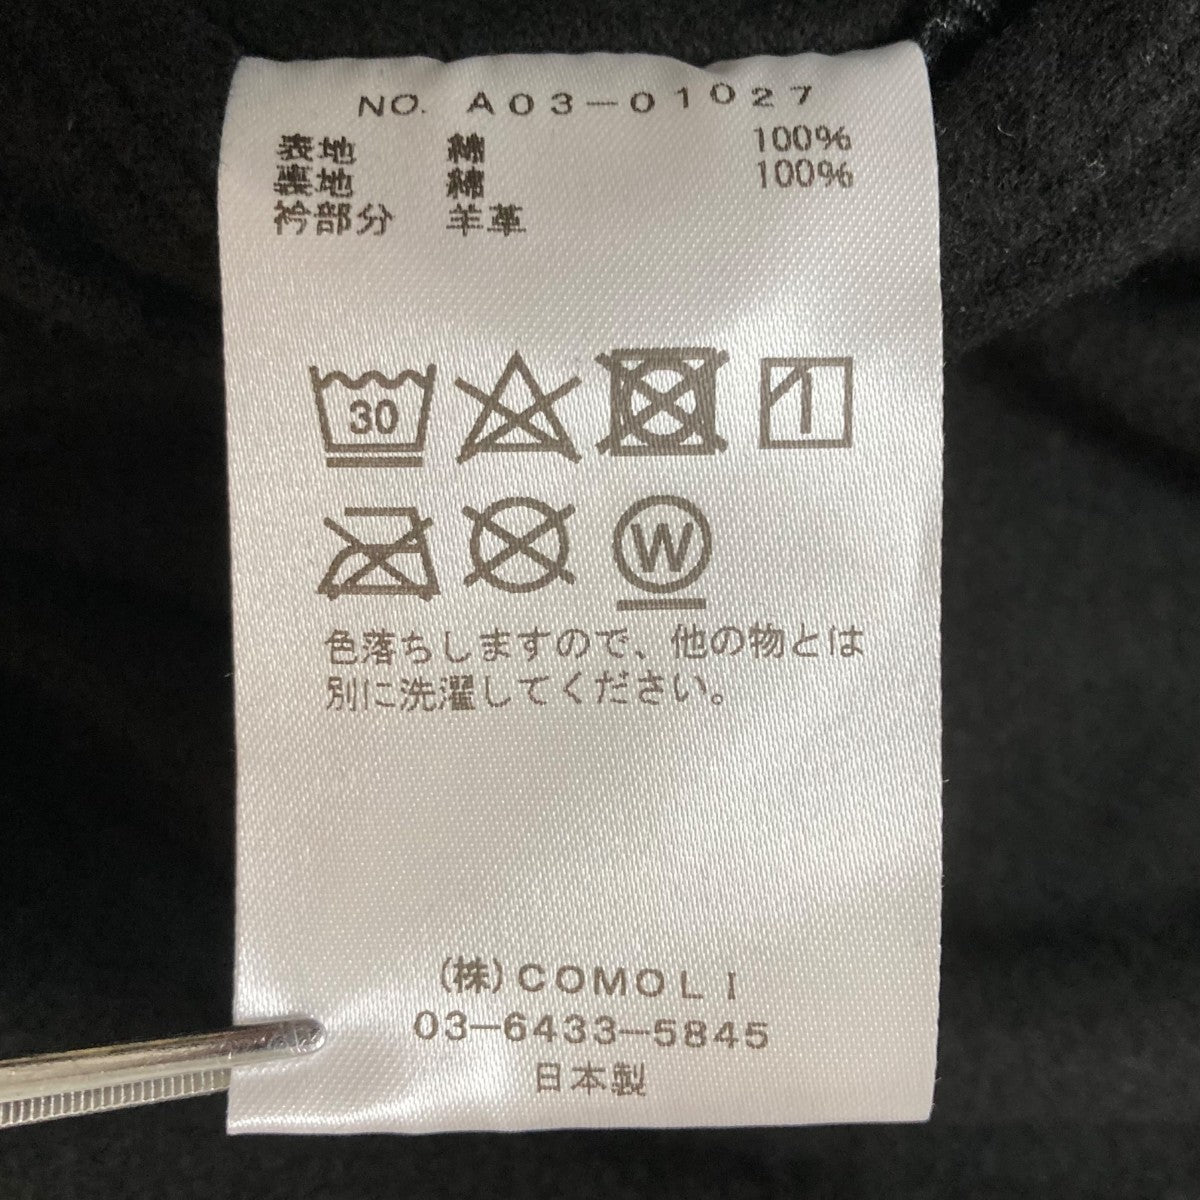 NO. A03-01027
表地 綿 100%
裏地 綿 100%
衿部分 羊革
30
W
色落ちしますので、他の物とは
別に洗濯してください。
(株)COMOLI
03-6433-5845
日本製